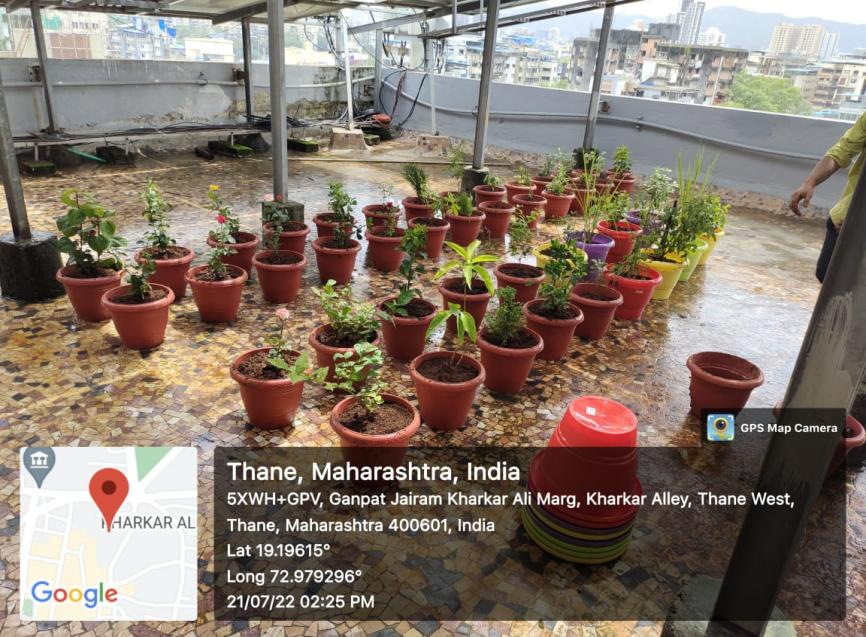 GPS Map Camera
Thane, Maharashtra, India
5XWH+GPV, Ganpat Jairam Kharkar Ali Marg, Kharkar Alley, Thane West,
Thane, Maharashtra 400601, India
Lat 19.19615°
Long 72.979296°
21/07/22 02:25 PM
KHARKAR AL
Google